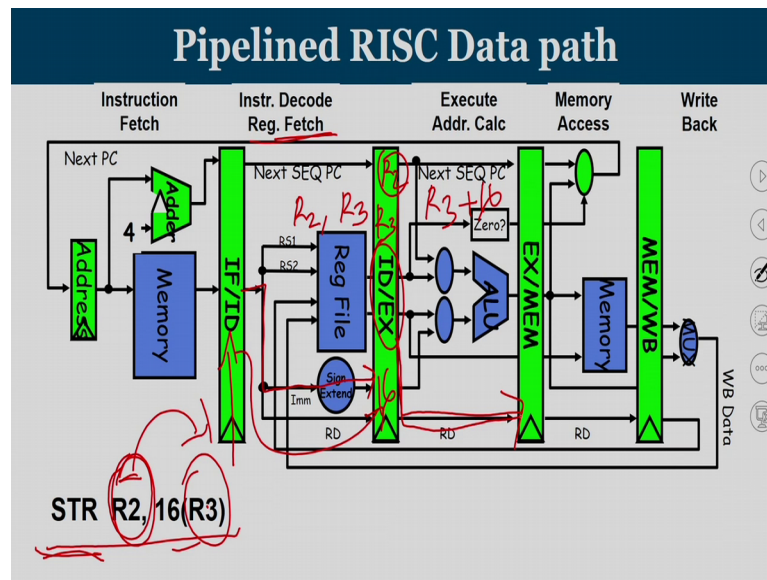 Pipelined RISC Data path
Instruction Fetch
Instr. Decode Reg. Fetch
Execute Addr. Calc
Memory Access
Write Back
Next PC
Adder
4
Address
Memory
IF/ID
Next SEQ PC
R2, R3
RS1
RS2
Reg File
Imm
Sign Extend
RD
R2
R3
ID/EX
16
Next SEQ PC
R3 + 16
Zero?
ALU
RD
EX/MEM
Memory
RD
MEM/WB
MUX
WB Data
STR R2, 16(R3)